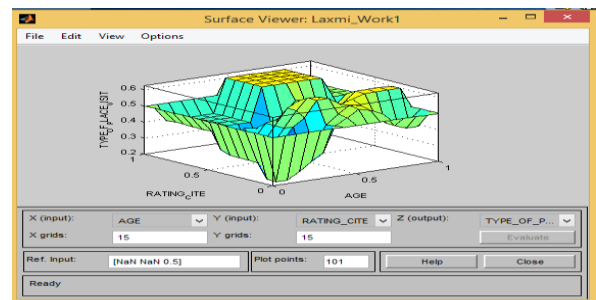 Surface Viewer: Laxmi_Work1
File Edit View Options
0.6
0.5
0.4
0.3
0.2
1
0.5
0
0
0.5
1
RATING_CITE
AGE
X (input): AGE Y (input): RATING_CITE Z (output): TYPE_OF_P...
X grids: 15 Y grids: 15 Evaluate
Ref. Input: [NaN NaN 0.5] Plot points: 101 Help Close
Ready